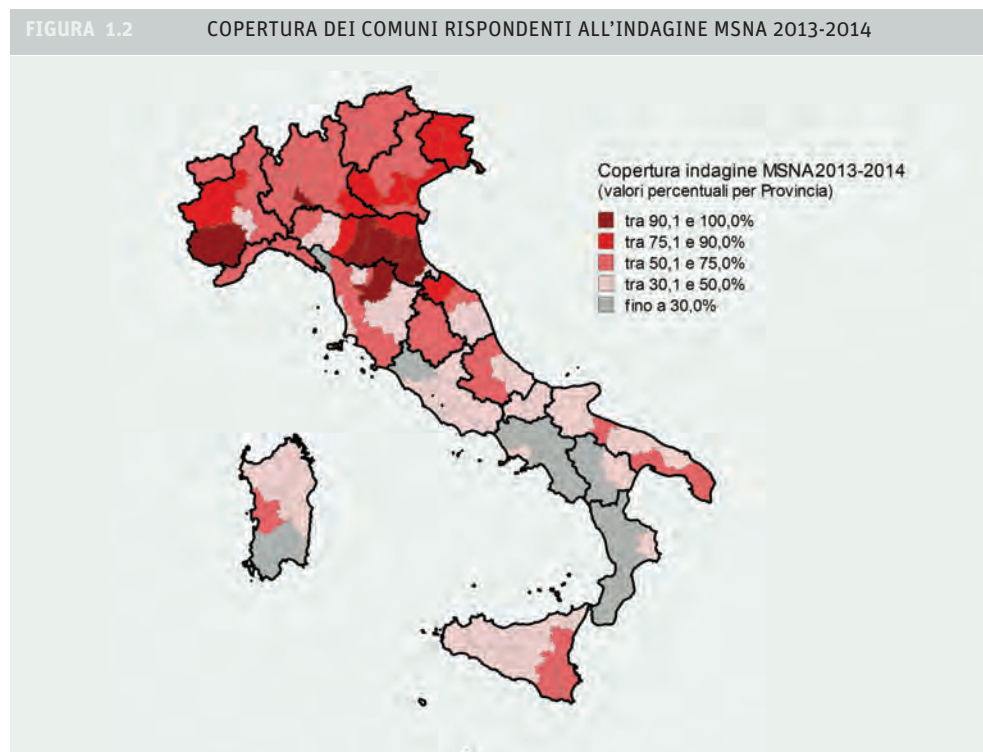 FIGURA 1.2 COPERTURA DEI COMUNI RISPONDENTI ALL'INDAGINE MSNA 2013-2014
Copertura indagine MSNA2013-2014
(valori percentuali per Provincia)
tra 90,1 e 100,0%
tra 75,1 e 90,0%
tra 50,1 e 75,0%
tra 30,1 e 50,0%
fino a 30,0%